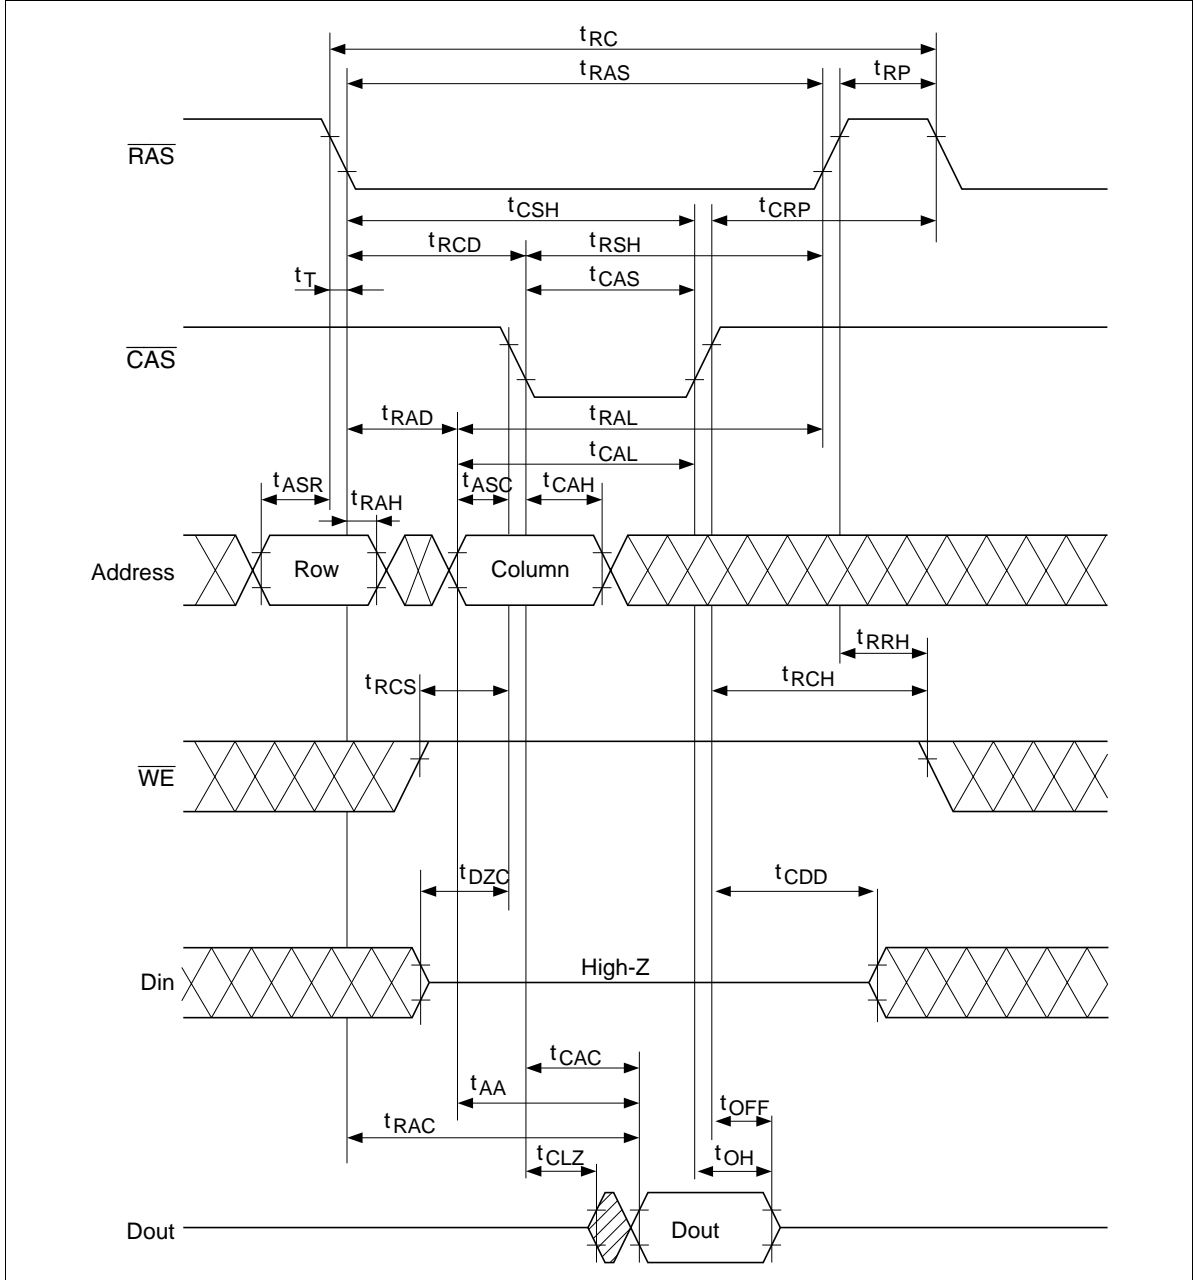 tRC
tRAS
tRP
RAS
tCSH
tCRP
tRCD
tRSH
tT
tCAS
CAS
tRAD
tRAL
tCAL
tASR
tASC
tCAH
tRAH
Address
Row
Column
tRRH
tRCS
tRCH
WE
tDZC
tCDD
Din
High-Z
tCAC
tAA
tOFF
tRAC
tCLZ
tOH
Dout
Dout